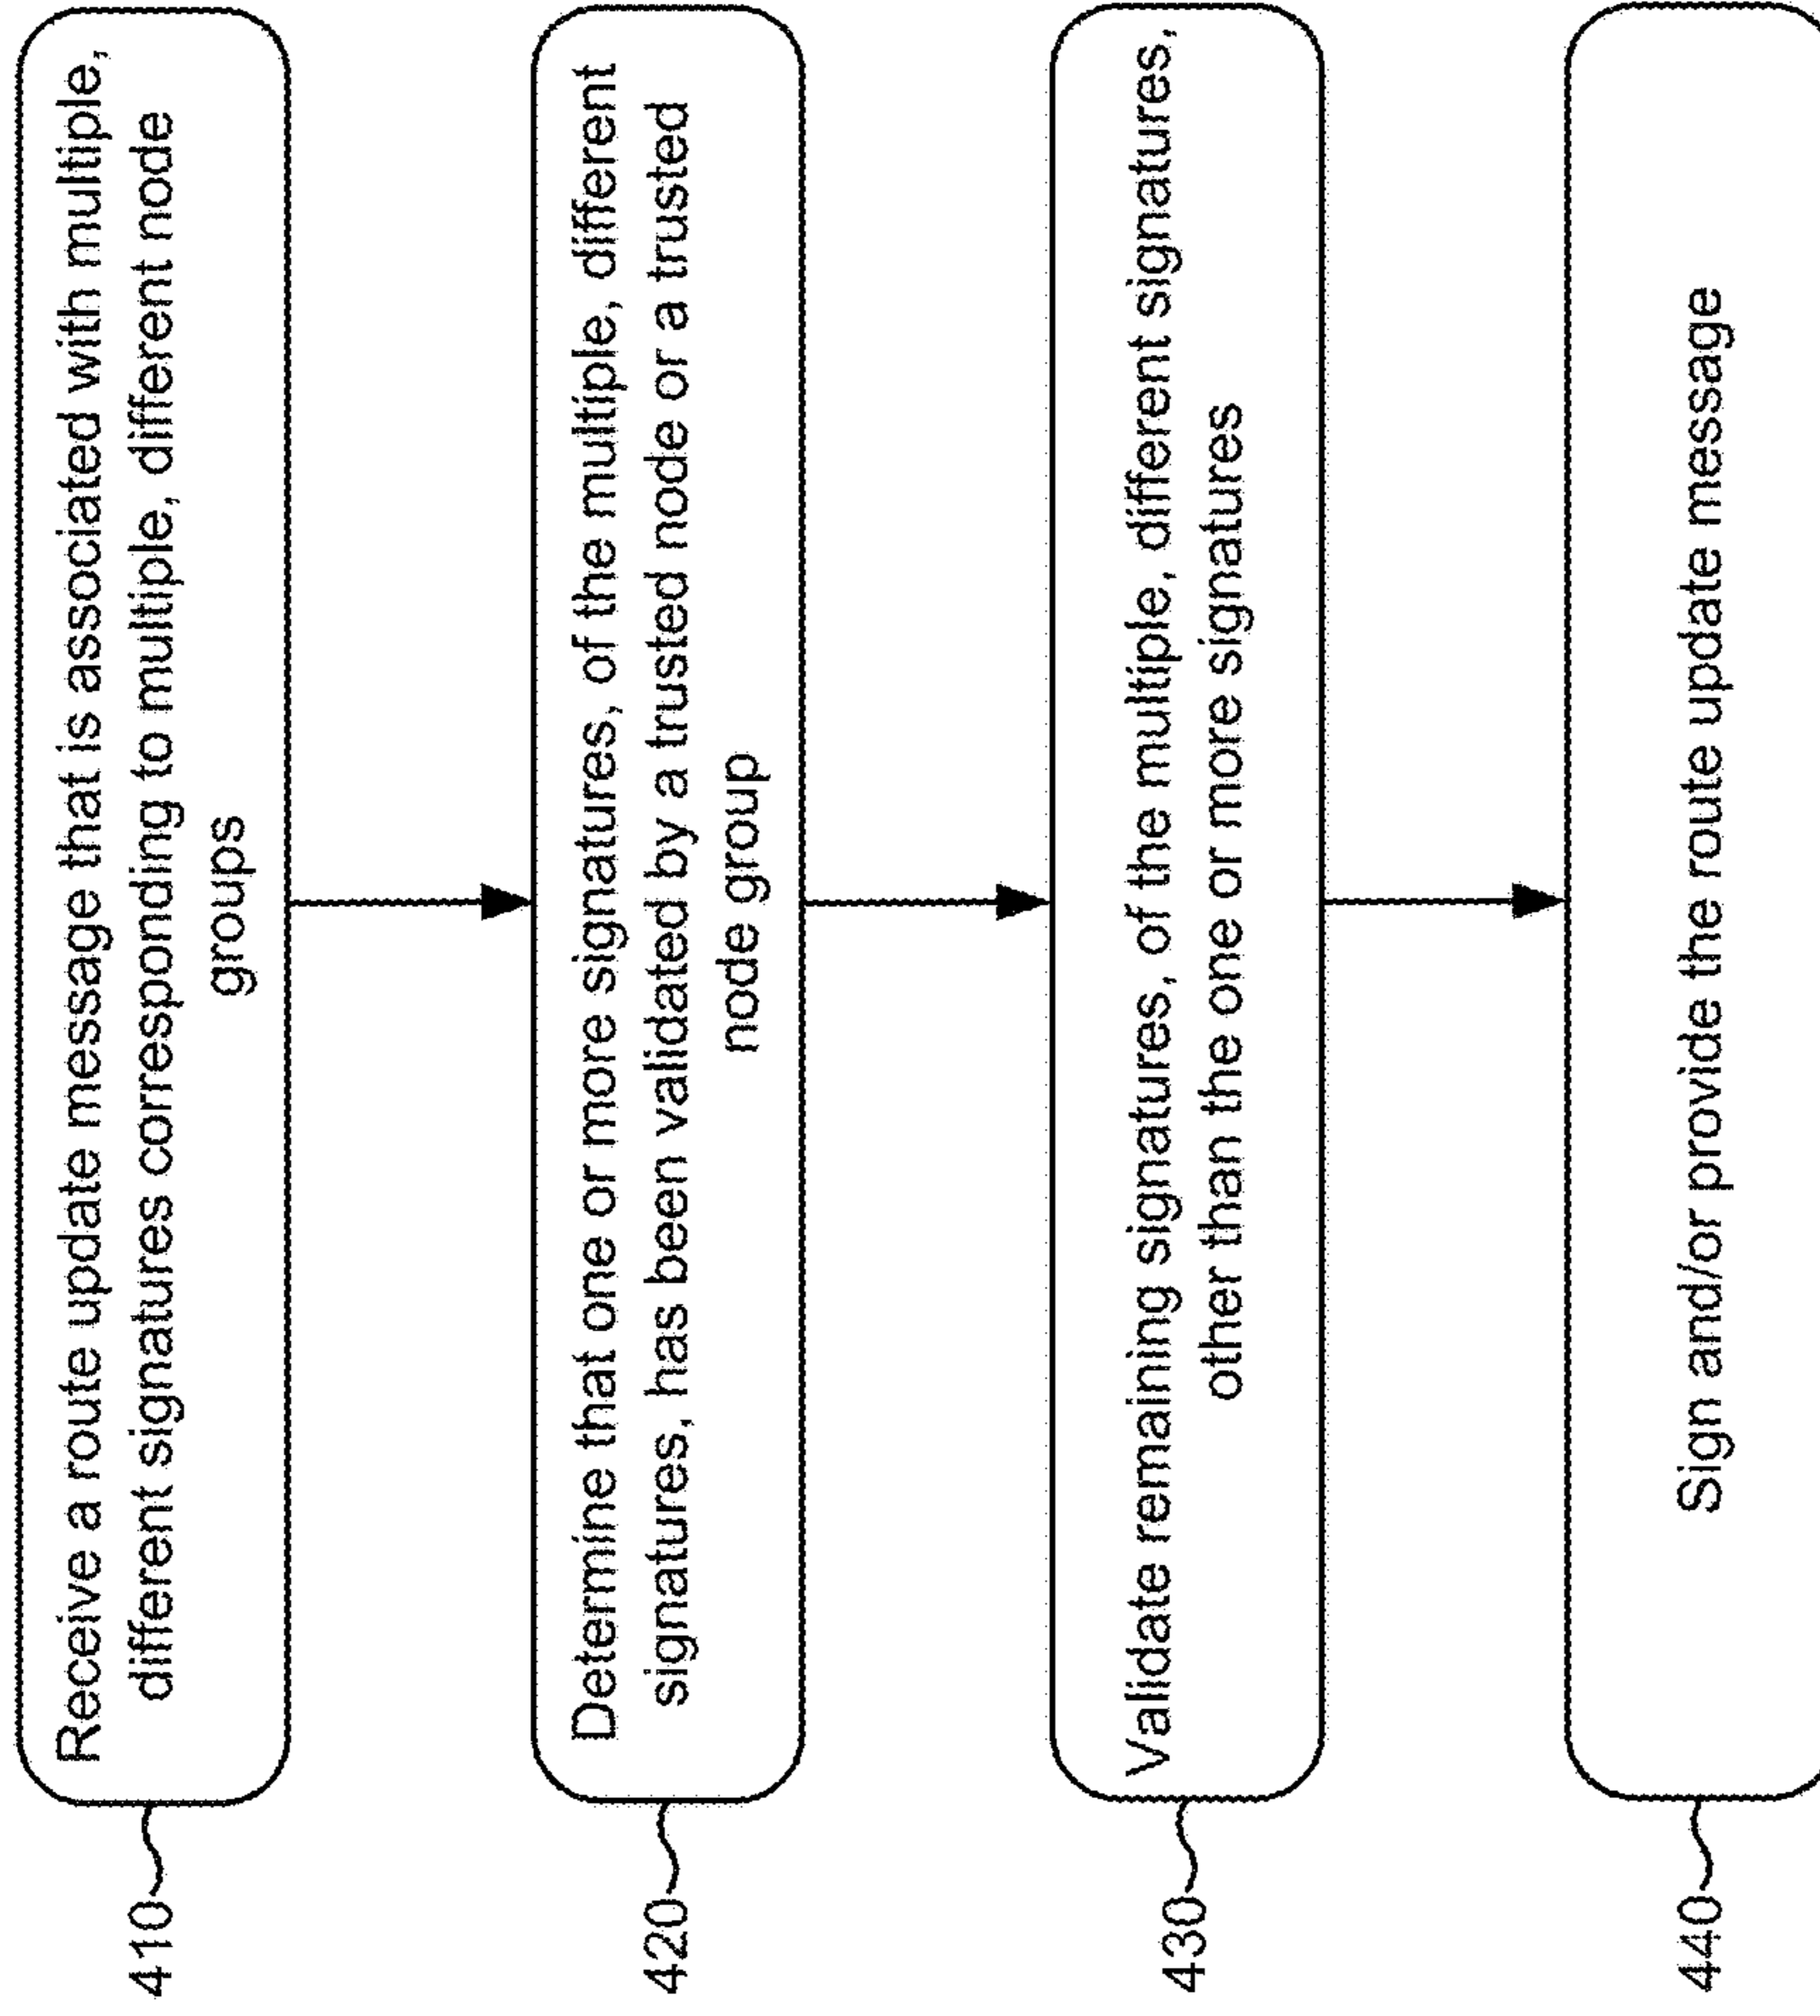 410
Receive a route update message that is associated with multiple,
different signatures corresponding to multiple, different node
groups
420
Determine that one or more signatures, of the multiple, different
signatures, has been validated by a trusted node or a trusted
node group
430
Validate remaining signatures, of the multiple, different signatures,
other than the one or more signatures
440
Sign and/or provide the route update message